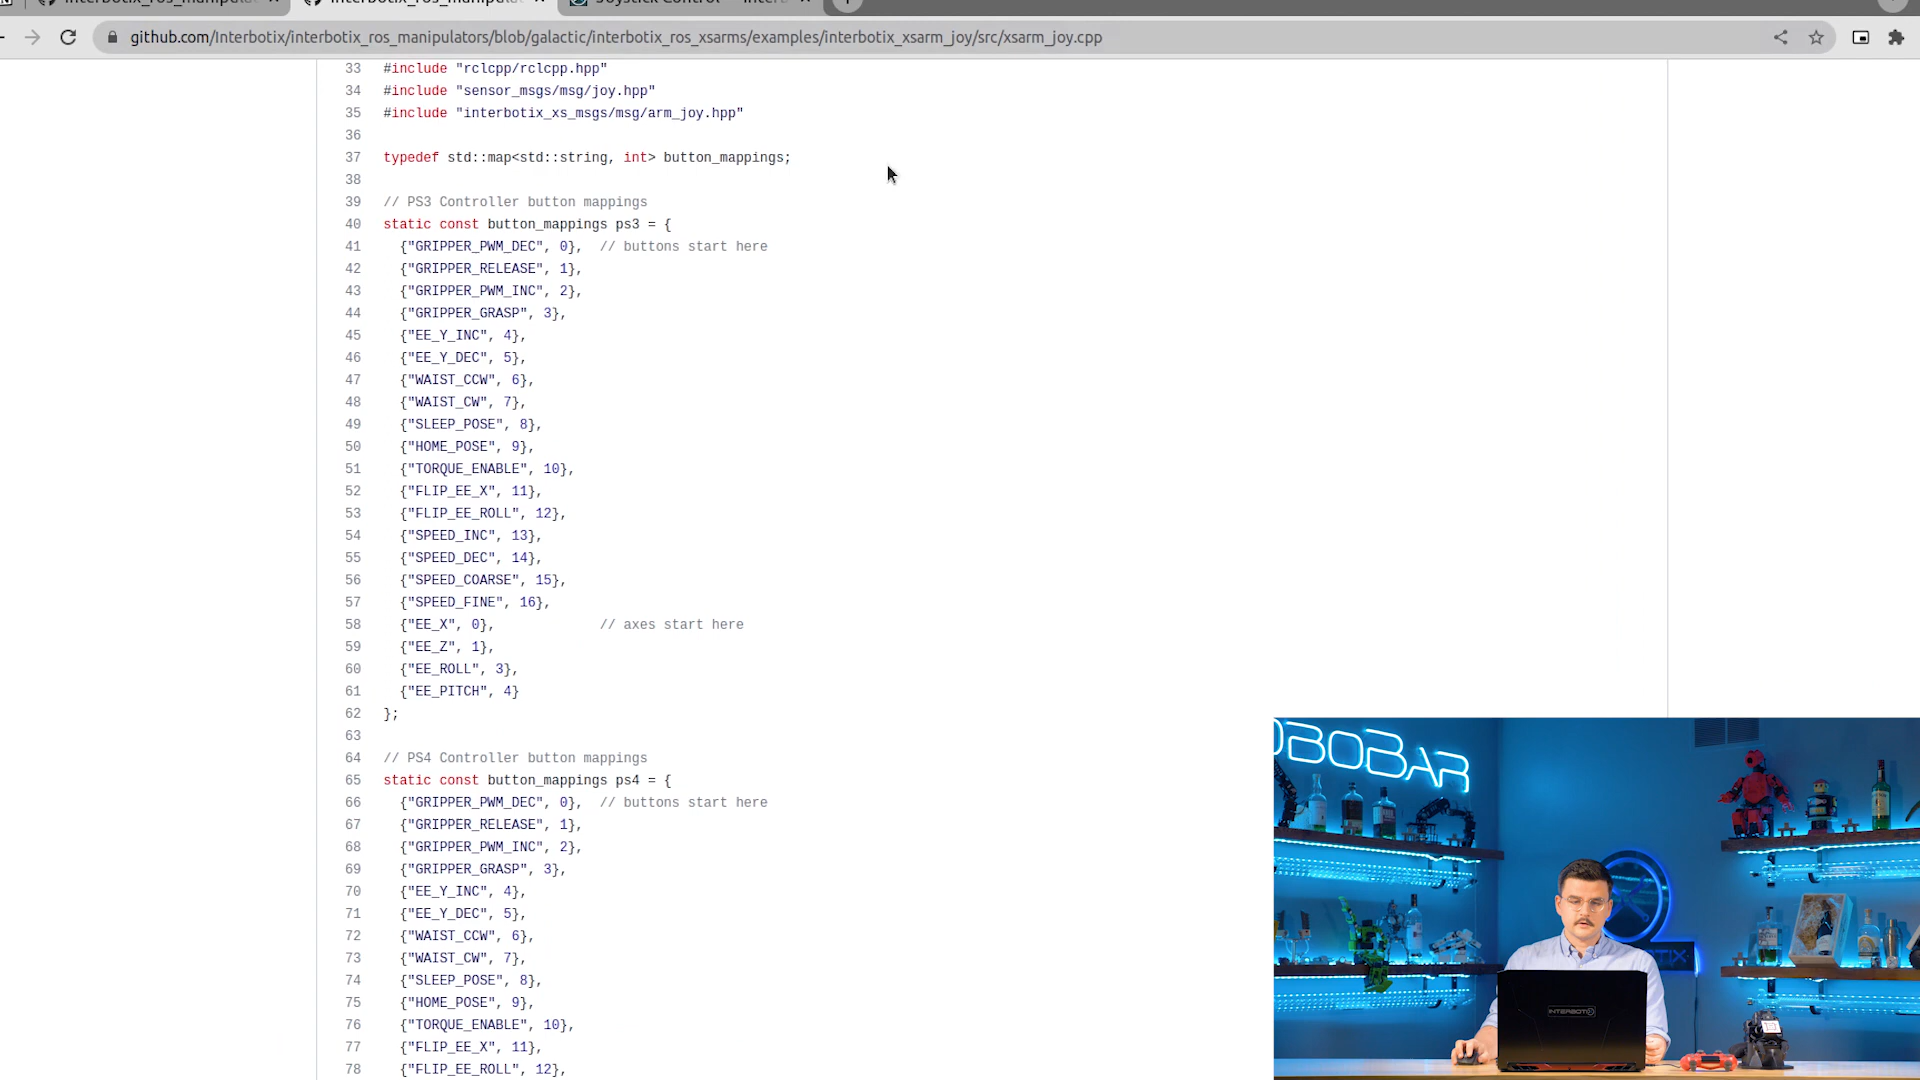 github.com/Interbotix/interbotix_ros_manipulators/blob/galactic/interbotix_ros_xsarms/examples/interbotix_xsarm_joy/src/xsarm_joy.cpp
33 #include "rclcpp/rclcpp.hpp"
34 #include "sensor_msgs/msg/joy.hpp"
35 #include "interbotix_xs_msgs/msg/arm_joy.hpp"
36
37 typedef std::map<std::string, int> button_mappings;
38
39 // PS3 Controller button mappings
40 static const button_mappings ps3 = {
41 {"GRIPPER_PWM_DEC", 0}, // buttons start here
42 {"GRIPPER_RELEASE", 1},
43 {"GRIPPER_PWM_INC", 2},
44 {"GRIPPER_GRASP", 3},
45 {"EE_Y_INC", 4},
46 {"EE_Y_DEC", 5},
47 {"WAIST_CCW", 6},
48 {"WAIST_CW", 7},
49 {"SLEEP_POSE", 8},
50 {"HOME_POSE", 9},
51 {"TORQUE_ENABLE", 10},
52 {"FLIP_EE_X", 11},
53 {"FLIP_EE_ROLL", 12},
54 {"SPEED_INC", 13},
55 {"SPEED_DEC", 14},
56 {"SPEED_COARSE", 15},
57 {"SPEED_FINE", 16},
58 {"EE_X", 0}, // axes start here
59 {"EE_Z", 1},
60 {"EE_ROLL", 3},
61 {"EE_PITCH", 4}
62 };
63
64 // PS4 Controller button mappings
65 static const button_mappings ps4 = {
66 {"GRIPPER_PWM_DEC", 0}, // buttons start here
67 {"GRIPPER_RELEASE", 1},
68 {"GRIPPER_PWM_INC", 2},
69 {"GRIPPER_GRASP", 3},
70 {"EE_Y_INC", 4},
71 {"EE_Y_DEC", 5},
72 {"WAIST_CCW", 6},
73 {"WAIST_CW", 7},
74 {"SLEEP_POSE", 8},
75 {"HOME_POSE", 9},
76 {"TORQUE_ENABLE", 10},
77 {"FLIP_EE_X", 11},
78 {"FLIP_EE_ROLL", 12},
OBOBAR
INTERBOTIX